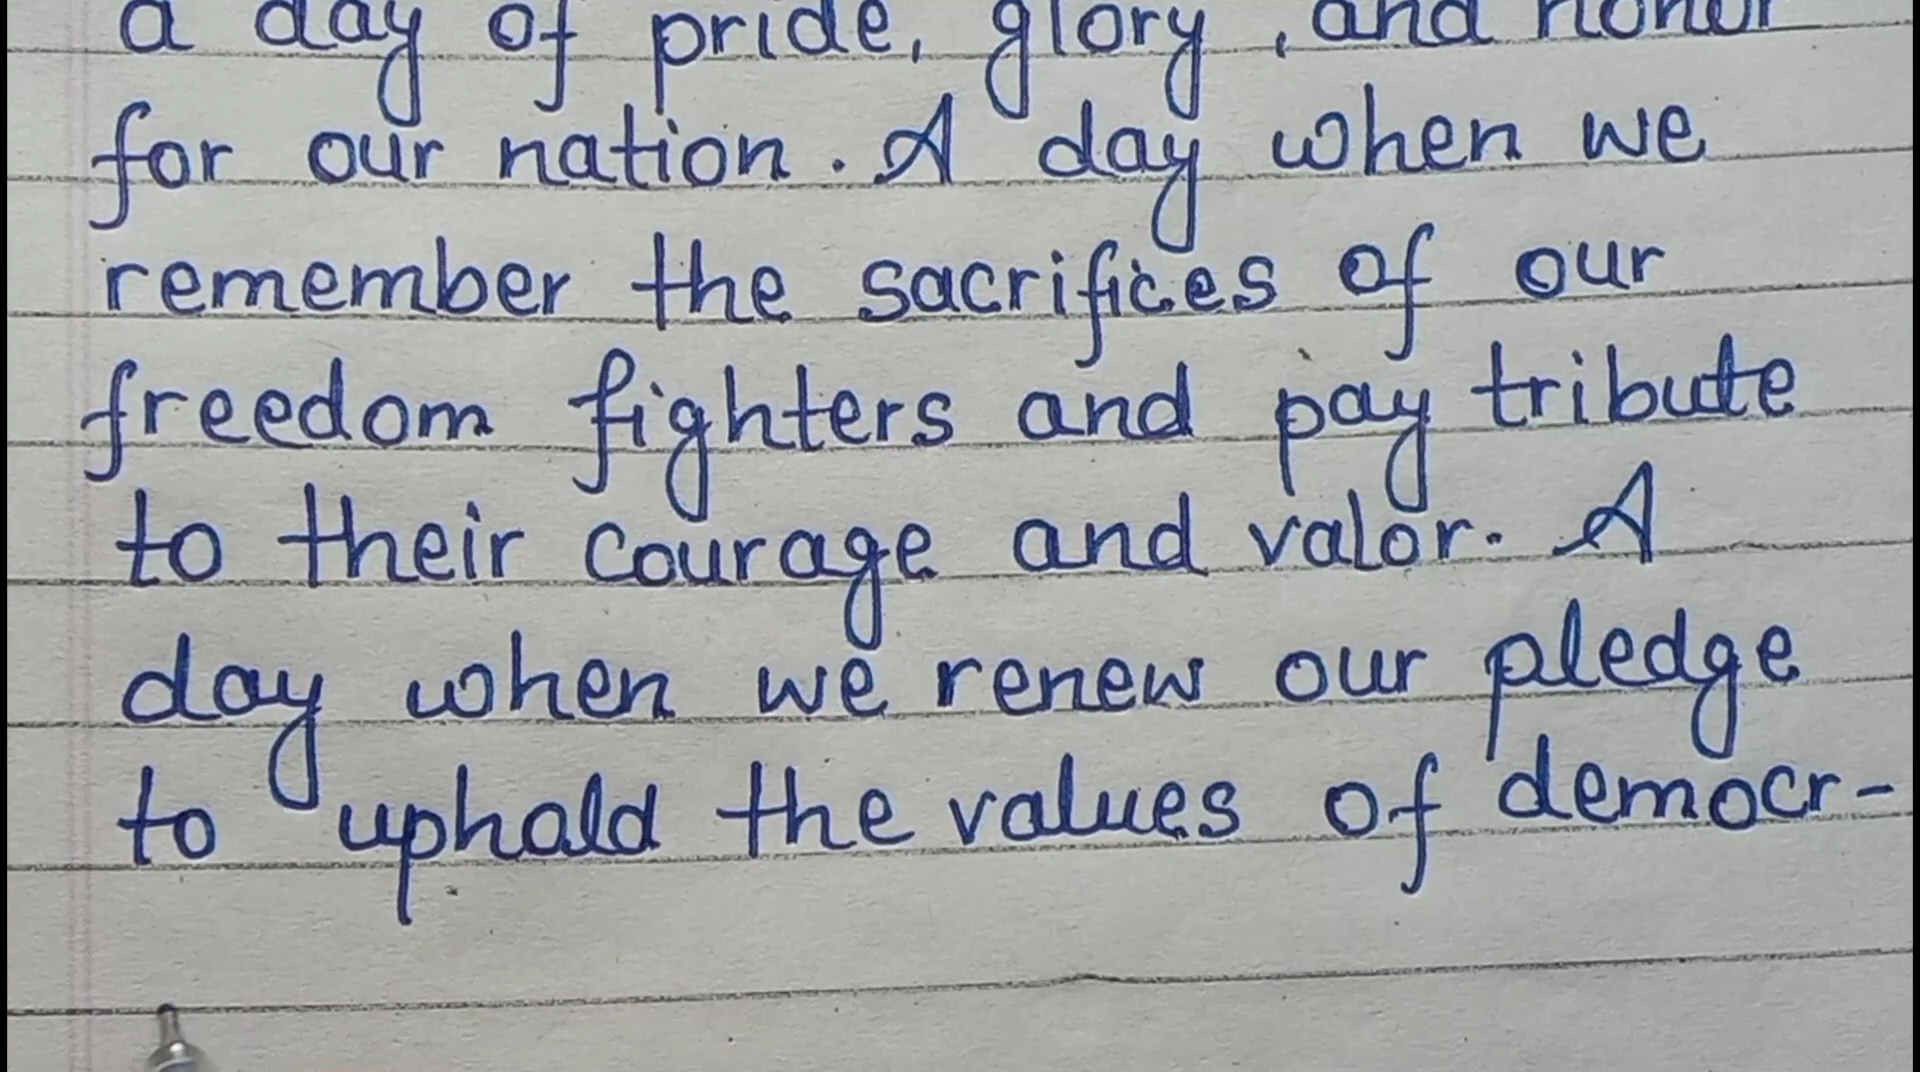 a day of pride, glory, and honor
for our nation. A day when we
remember the sacrifices of our
freedom fighters and pay tribute
to their courage and valor. A
day when we renew our pledge
to uphold the values of democr-